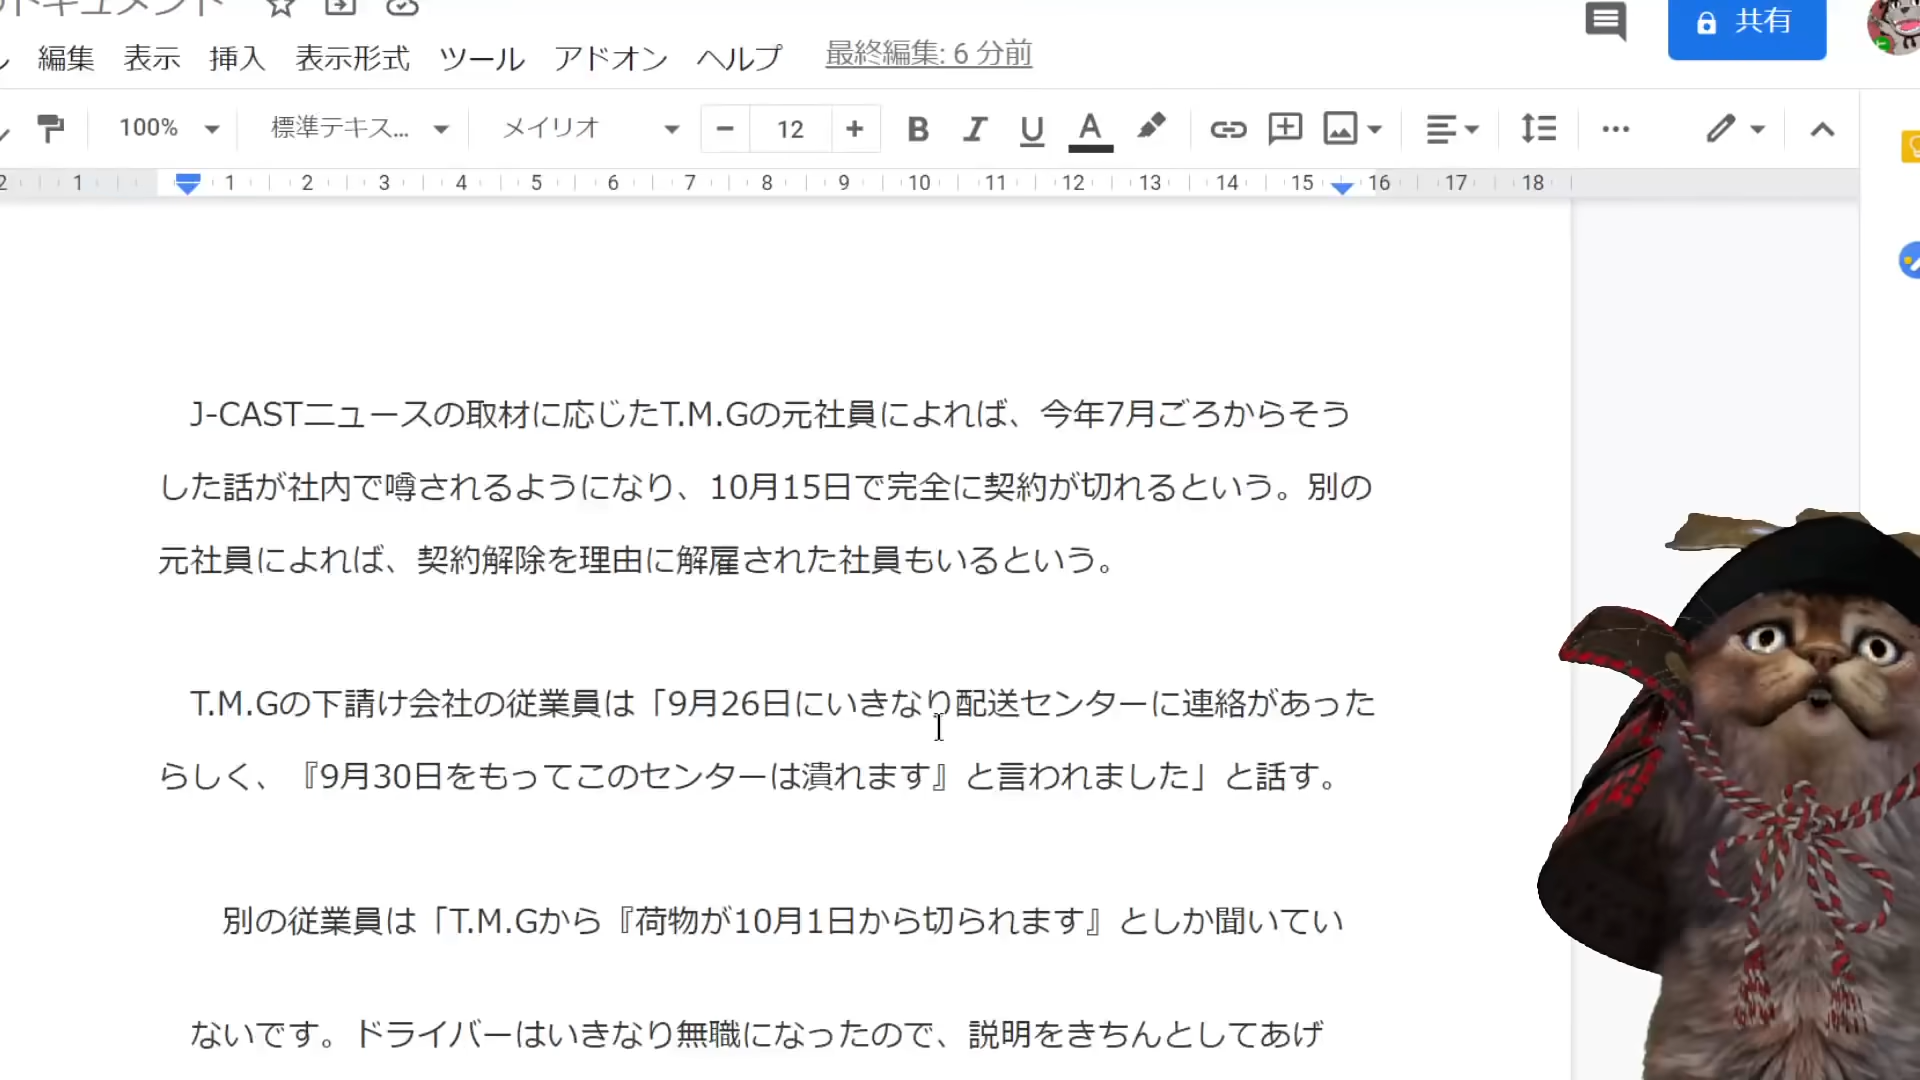 ドキュメント
編集 表示 挿入 表示形式 ツール アドオン ヘルプ 最終編集: 6 分前 共有
100% 標準テキス... メイリオ 12 B I U A
2 1 1 2 3 4 5 6 7 8 9 10 11 12 13 14 15 16 17 18
J-CASTニュースの取材に応じたT.M.Gの元社員によれば、今年7月ごろからそう
した話が社内で噂されるようになり、10月15日で完全に契約が切れるという。別の
元社員によれば、契約解除を理由に解雇された社員もいるという。
T.M.Gの下請け会社の従業員は「9月26日にいきなり配送センターに連絡があった
らしく、『9月30日をもってこのセンターは潰れます』と言われました」と話す。
別の従業員は「T.M.Gから『荷物が10月1日から切られます』としか聞いてい
ないです。ドライバーはいきなり無職になったので、説明をきちんとしてあげ